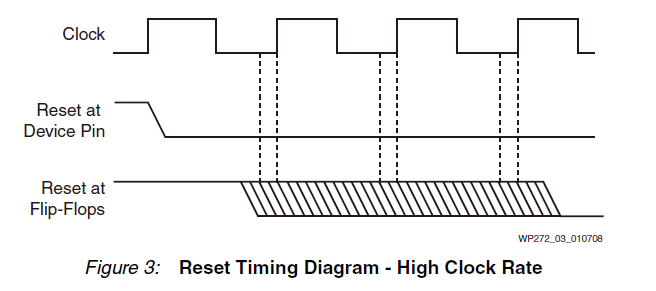 Clock
Reset at
Device Pin
Reset at
Flip-Flops
WP272_03_010708
Figure 3: Reset Timing Diagram - High Clock Rate